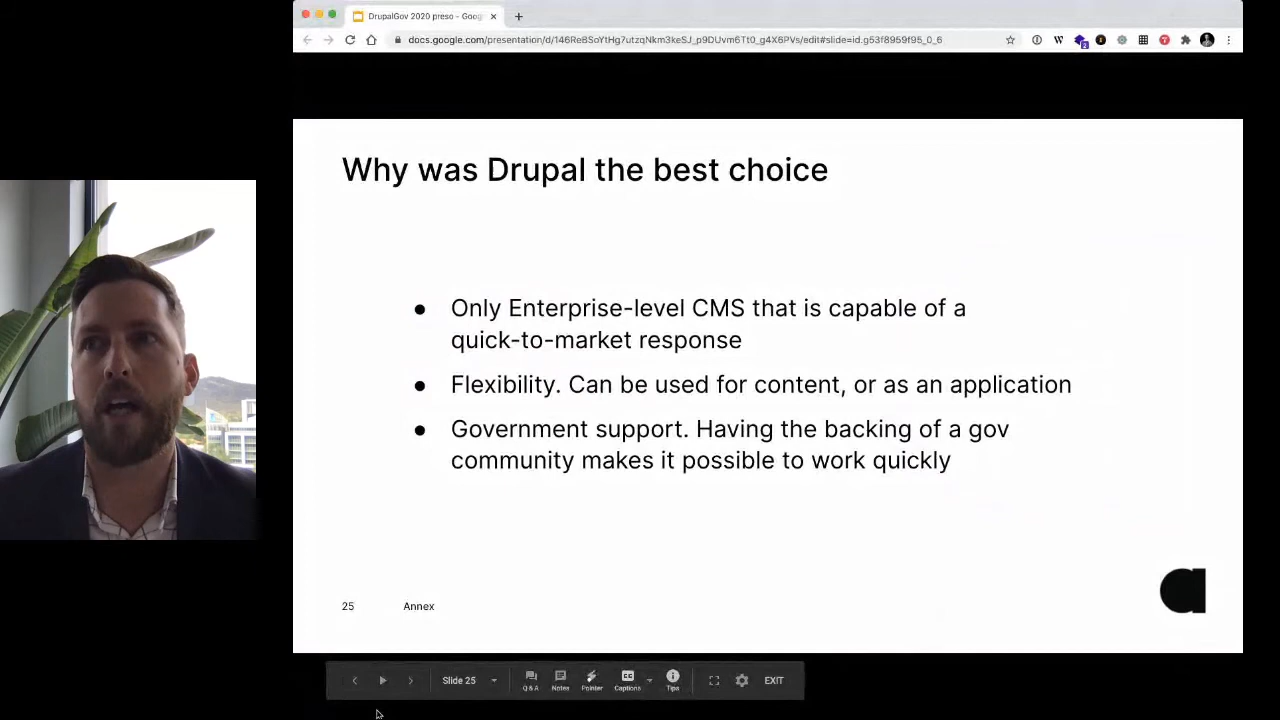 DrupalGov 2020 preso - Goog
docs.google.com/presentation/d/146ReBSoYtHg7utzqNkm3keSJ_p9DUvm6Tt0_g4X6PVs/edit#slide=id.g53f8959f95_0_6
Why was Drupal the best choice
● Only Enterprise-level CMS that is capable of a
quick-to-market response
● Flexibility. Can be used for content, or as an application
● Government support. Having the backing of a gov
community makes it possible to work quickly
25 Annex
Slide 25
Q & A Notes Pointer Captions Tips
EXIT